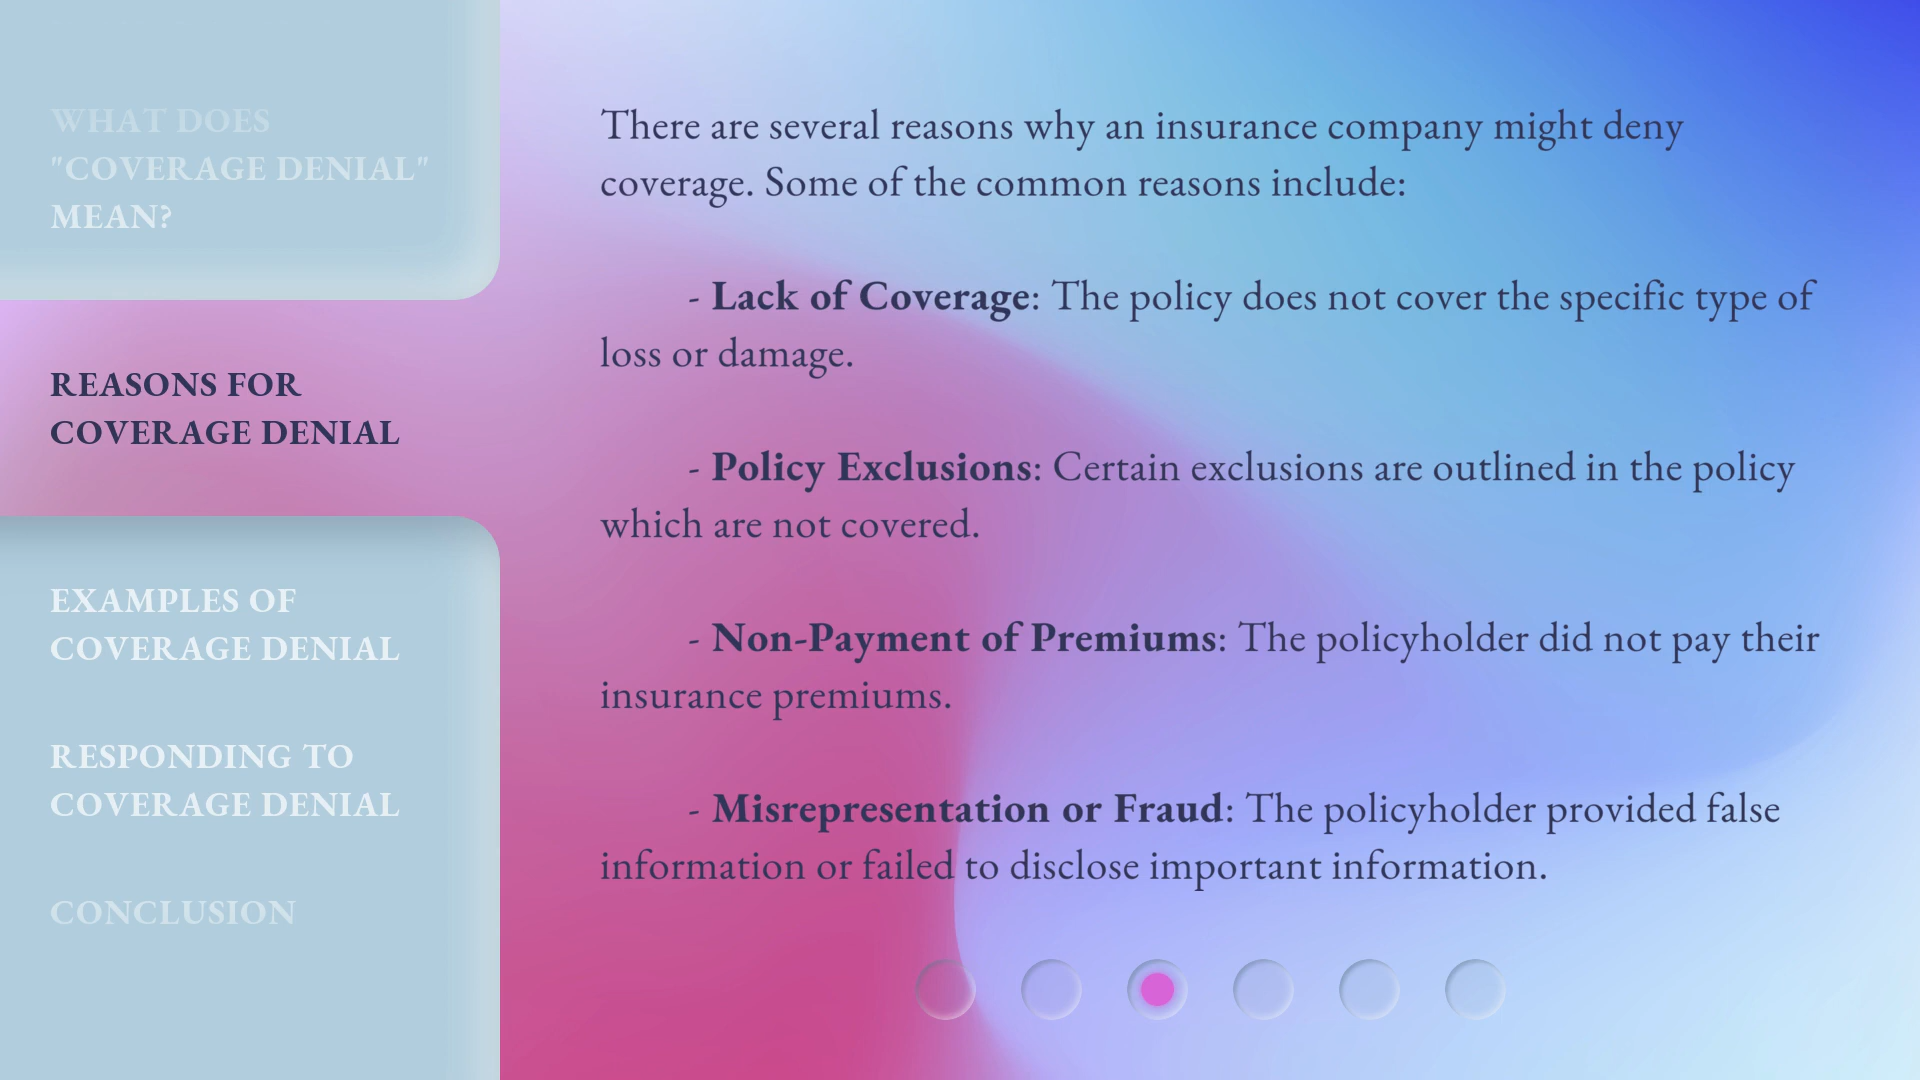 WHAT DOES
"COVERAGE DENIAL"
MEAN?
REASONS FOR
COVERAGE DENIAL
EXAMPLES OF
COVERAGE DENIAL
RESPONDING TO
COVERAGE DENIAL
CONCLUSION
There are several reasons why an insurance company might deny
coverage. Some of the common reasons include:
- Lack of Coverage: The policy does not cover the specific type of
loss or damage.
- Policy Exclusions: Certain exclusions are outlined in the policy
which are not covered.
- Non-Payment of Premiums: The policyholder did not pay their
insurance premiums.
- Misrepresentation or Fraud: The policyholder provided false
information or failed to disclose important information.